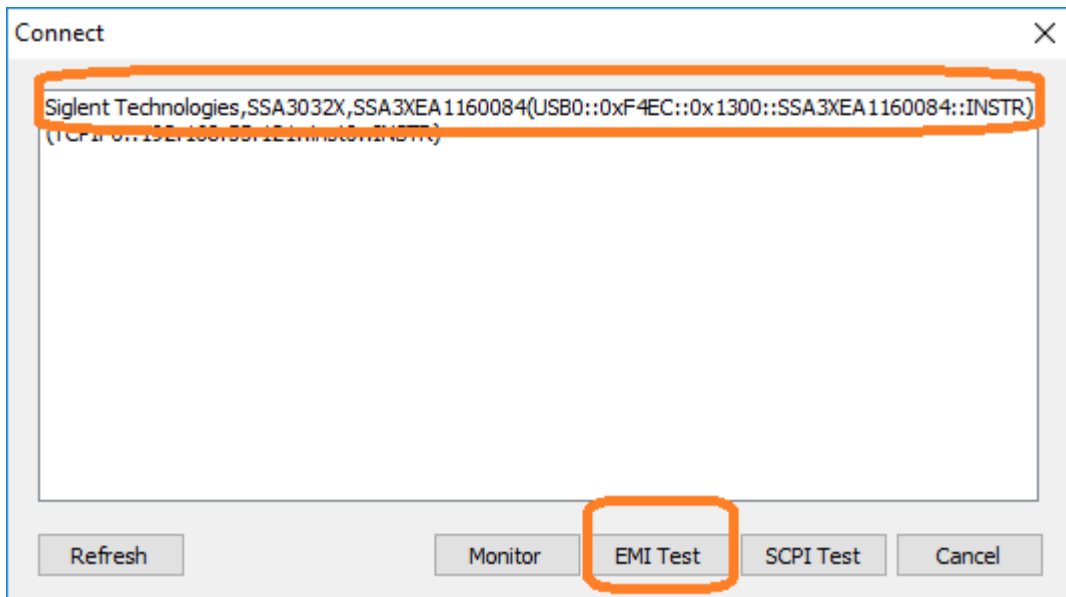 Connect
Siglent Technologies,SSA3032X,SSA3XEA1160084(USB0::0xF4EC::0x1300::SSA3XEA1160084::INSTR)
Refresh
Monitor
EMI Test
SCPI Test
Cancel